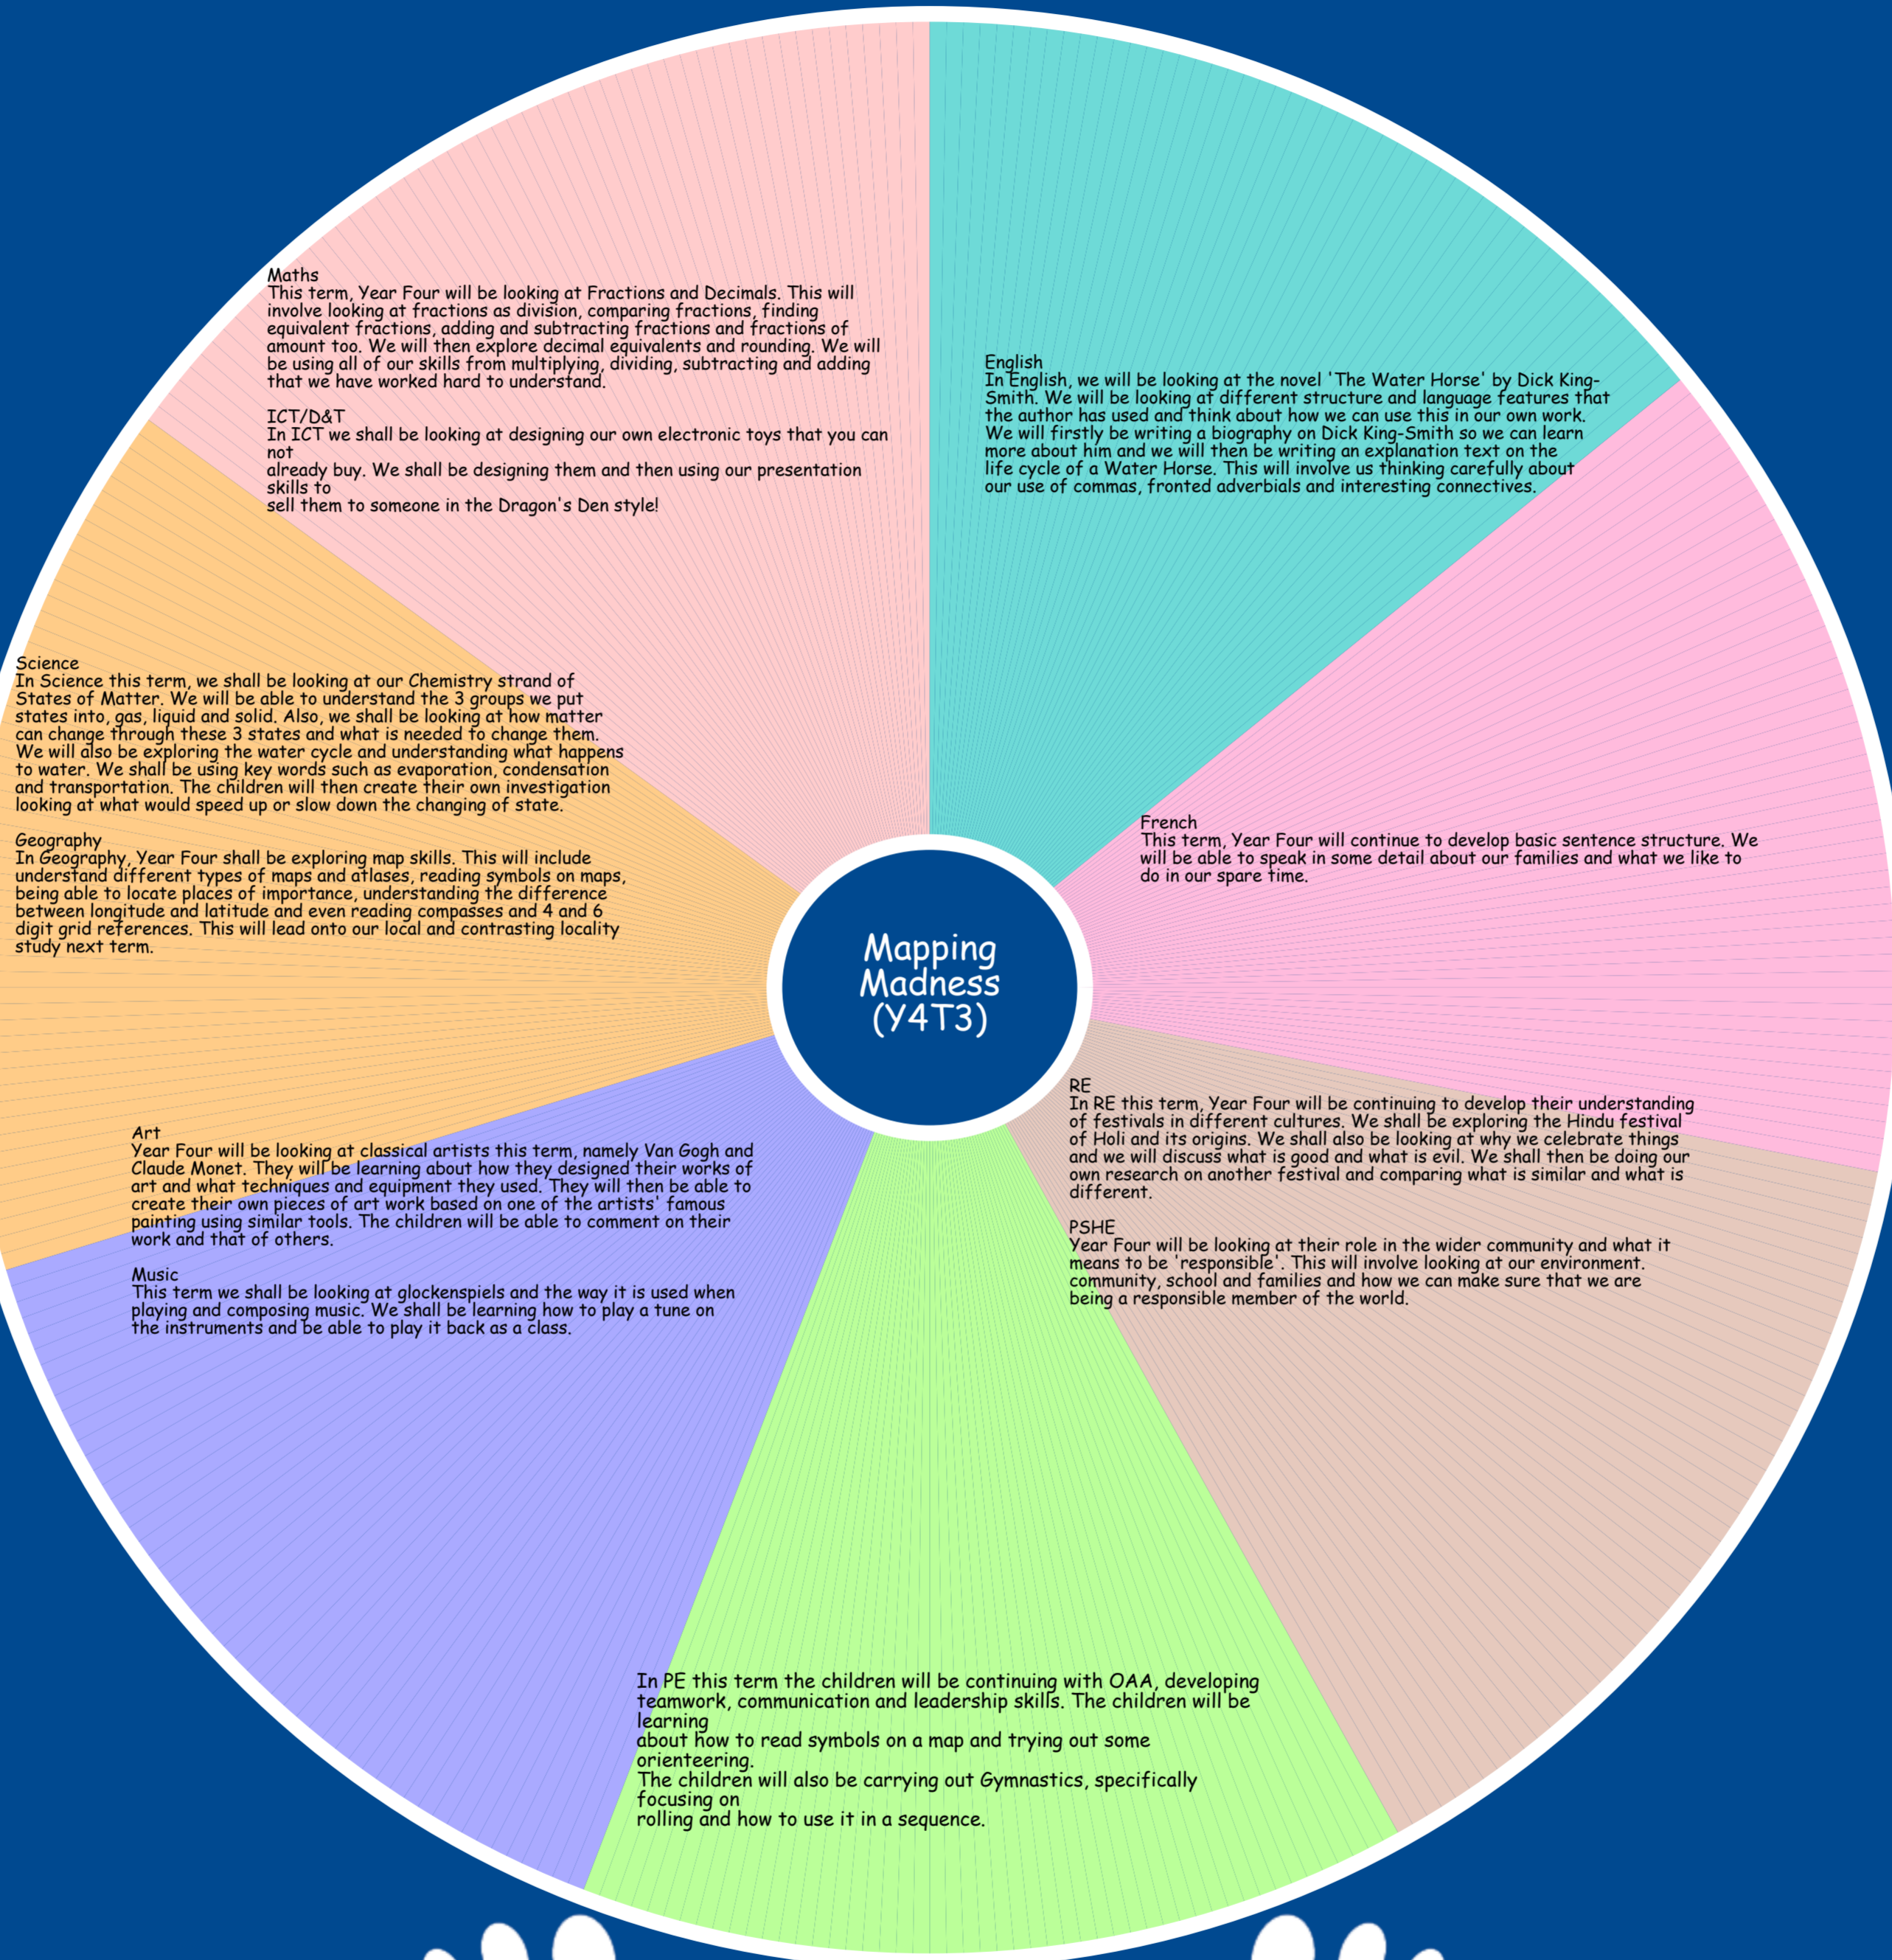 Maths
This term, Year Four will be looking at Fractions and Decimals. This will
involve looking at fractions as division, comparing fractions, finding
equivalent fractions, adding and subtracting fractions and fractions of
amount too. We will then explore decimal equivalents and rounding. We will
be using all of our skills from multiplying, dividing, subtracting and adding
that we have worked hard to understand.
ICT/D&T
In ICT we shall be looking at designing our own electronic toys that you can
not
already buy. We shall be designing them and then using our presentation
skills to
sell them to someone in the Dragon's Den style!
English
In English, we will be looking at the novel 'The Water Horse' by Dick King-
Smith. We will be looking at different structure and language features that
the author has used and think about how we can use this in our own work.
We will firstly be writing a biography on Dick King-Smith so we can learn
more about him and we will then be writing an explanation text on the
life cycle of a Water Horse. This will involve us thinking carefully about
our use of commas, fronted adverbials and interesting connectives.
Science
In Science this term, we shall be looking at our Chemistry strand of
States of Matter. We will be able to understand the 3 groups we put
states into, gas, liquid and solid. Also, we shall be looking at how matter
can change through these 3 states and what is needed to change them.
We will also be exploring the water cycle and understanding what happens
to water. We shall be using key words such as evaporation, condensation
and transportation. The children will then create their own investigation
looking at what would speed up or slow down the changing of state.
Geography
In Geography, Year Four shall be exploring map skills. This will include
understand different types of maps and atlases, reading symbols on maps,
being able to locate places of importance, understanding the difference
between longitude and latitude and even reading compasses and 4 and 6
digit grid references. This will lead onto our local and contrasting locality
study next term.
French
This term, Year Four will continue to develop basic sentence structure. We
will be able to speak in some detail about our families and what we like to
do in our spare time.
Mapping
Madness
(Y4T3)
RE
In RE this term, Year Four will be continuing to develop their understanding
of festivals in different cultures. We shall be exploring the Hindu festival
of Holi and its origins. We shall also be looking at why we celebrate things
and we will discuss what is good and what is evil. We shall then be doing our
own research on another festival and comparing what is similar and what is
different.
PSHE
Year Four will be looking at their role in the wider community and what it
means to be 'responsible'. This will involve looking at our environment.
community, school and families and how we can make sure that we are
being a responsible member of the world.
Art
Year Four will be looking at classical artists this term, namely Van Gogh and
Claude Monet. They will be learning about how they designed their works of
art and what techniques and equipment they used. They will then be able to
create their own pieces of art work based on one of the artists' famous
painting using similar tools. The children will be able to comment on their
work and that of others.
Music
This term we shall be looking at glockenspiels and the way it is used when
playing and composing music. We shall be learning how to play a tune on
the instruments and be able to play it back as a class.
In PE this term the children will be continuing with OAA, developing
teamwork, communication and leadership skills. The children will be
learning
about how to read symbols on a map and trying out some
orienteering.
The children will also be carrying out Gymnastics, specifically
focusing on
rolling and how to use it in a sequence.